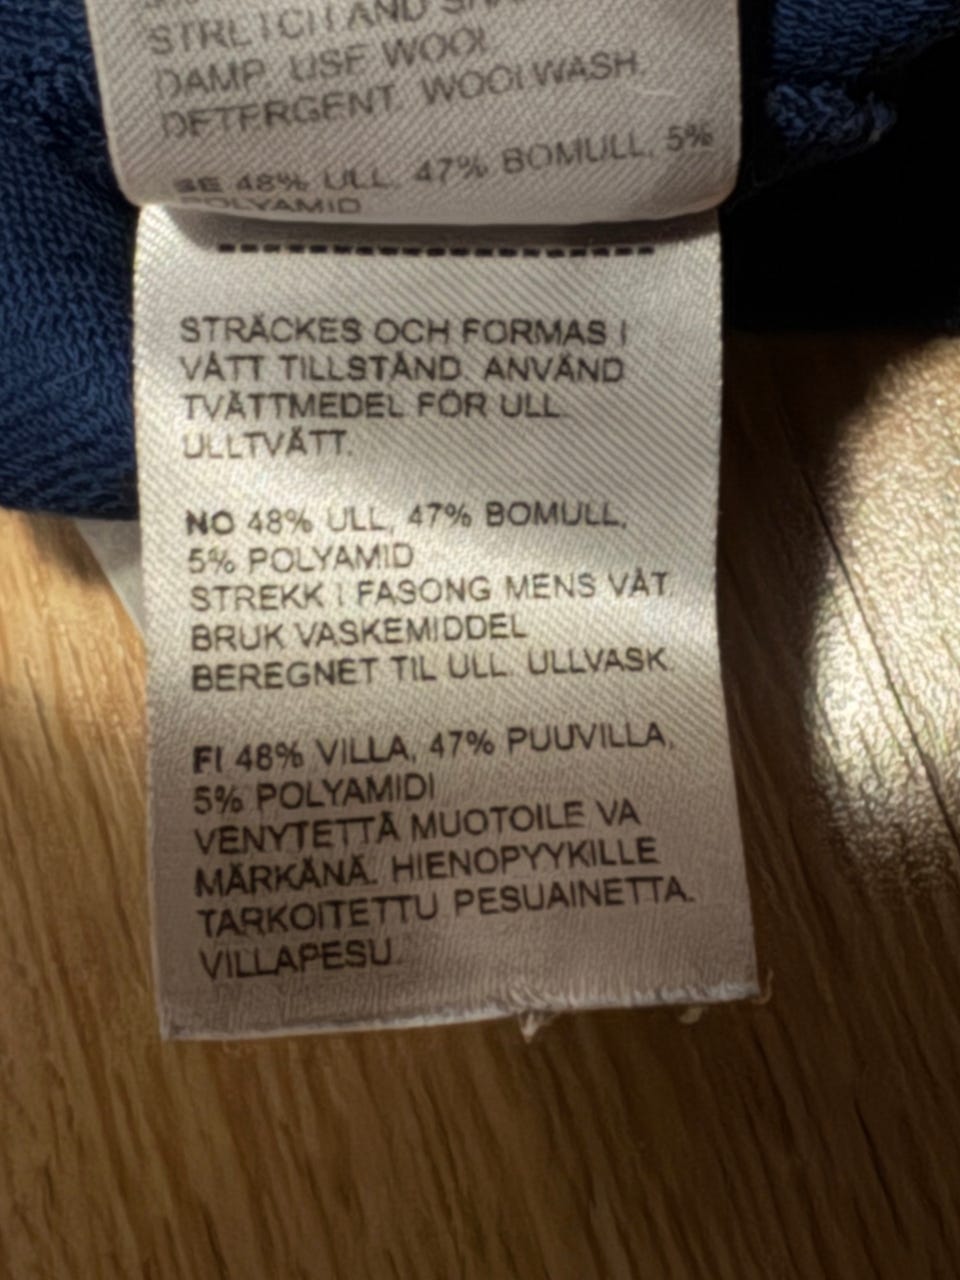 STRETCH AND
DAMP. USE WOOL
DETERGENT. WOOLWASH.
SE 48% ULL, 47% BOMULL, 5%
POLYAMID
STRÄCKES OCH FORMAS I
VÅTT TILLSTÅND. ANVÄND
TVÄTTMEDEL FÖR ULL.
ULLTVÄTT.
NO 48% ULL, 47% BOMULL,
5% POLYAMID
STREKK I FASONG MENS VÅT.
BRUK VASKEMIDDEL
BEREGNET TIL ULL. ULLVASK.
FI 48% VILLA, 47% PUUVILLA,
5% POLYAMIDI
VENYTETTÄ MUOTOILE VA
MÄRKÄNÄ. HIENOPYYKILLE
TARKOITETTU PESUAINETTA.
VILLAPESU.